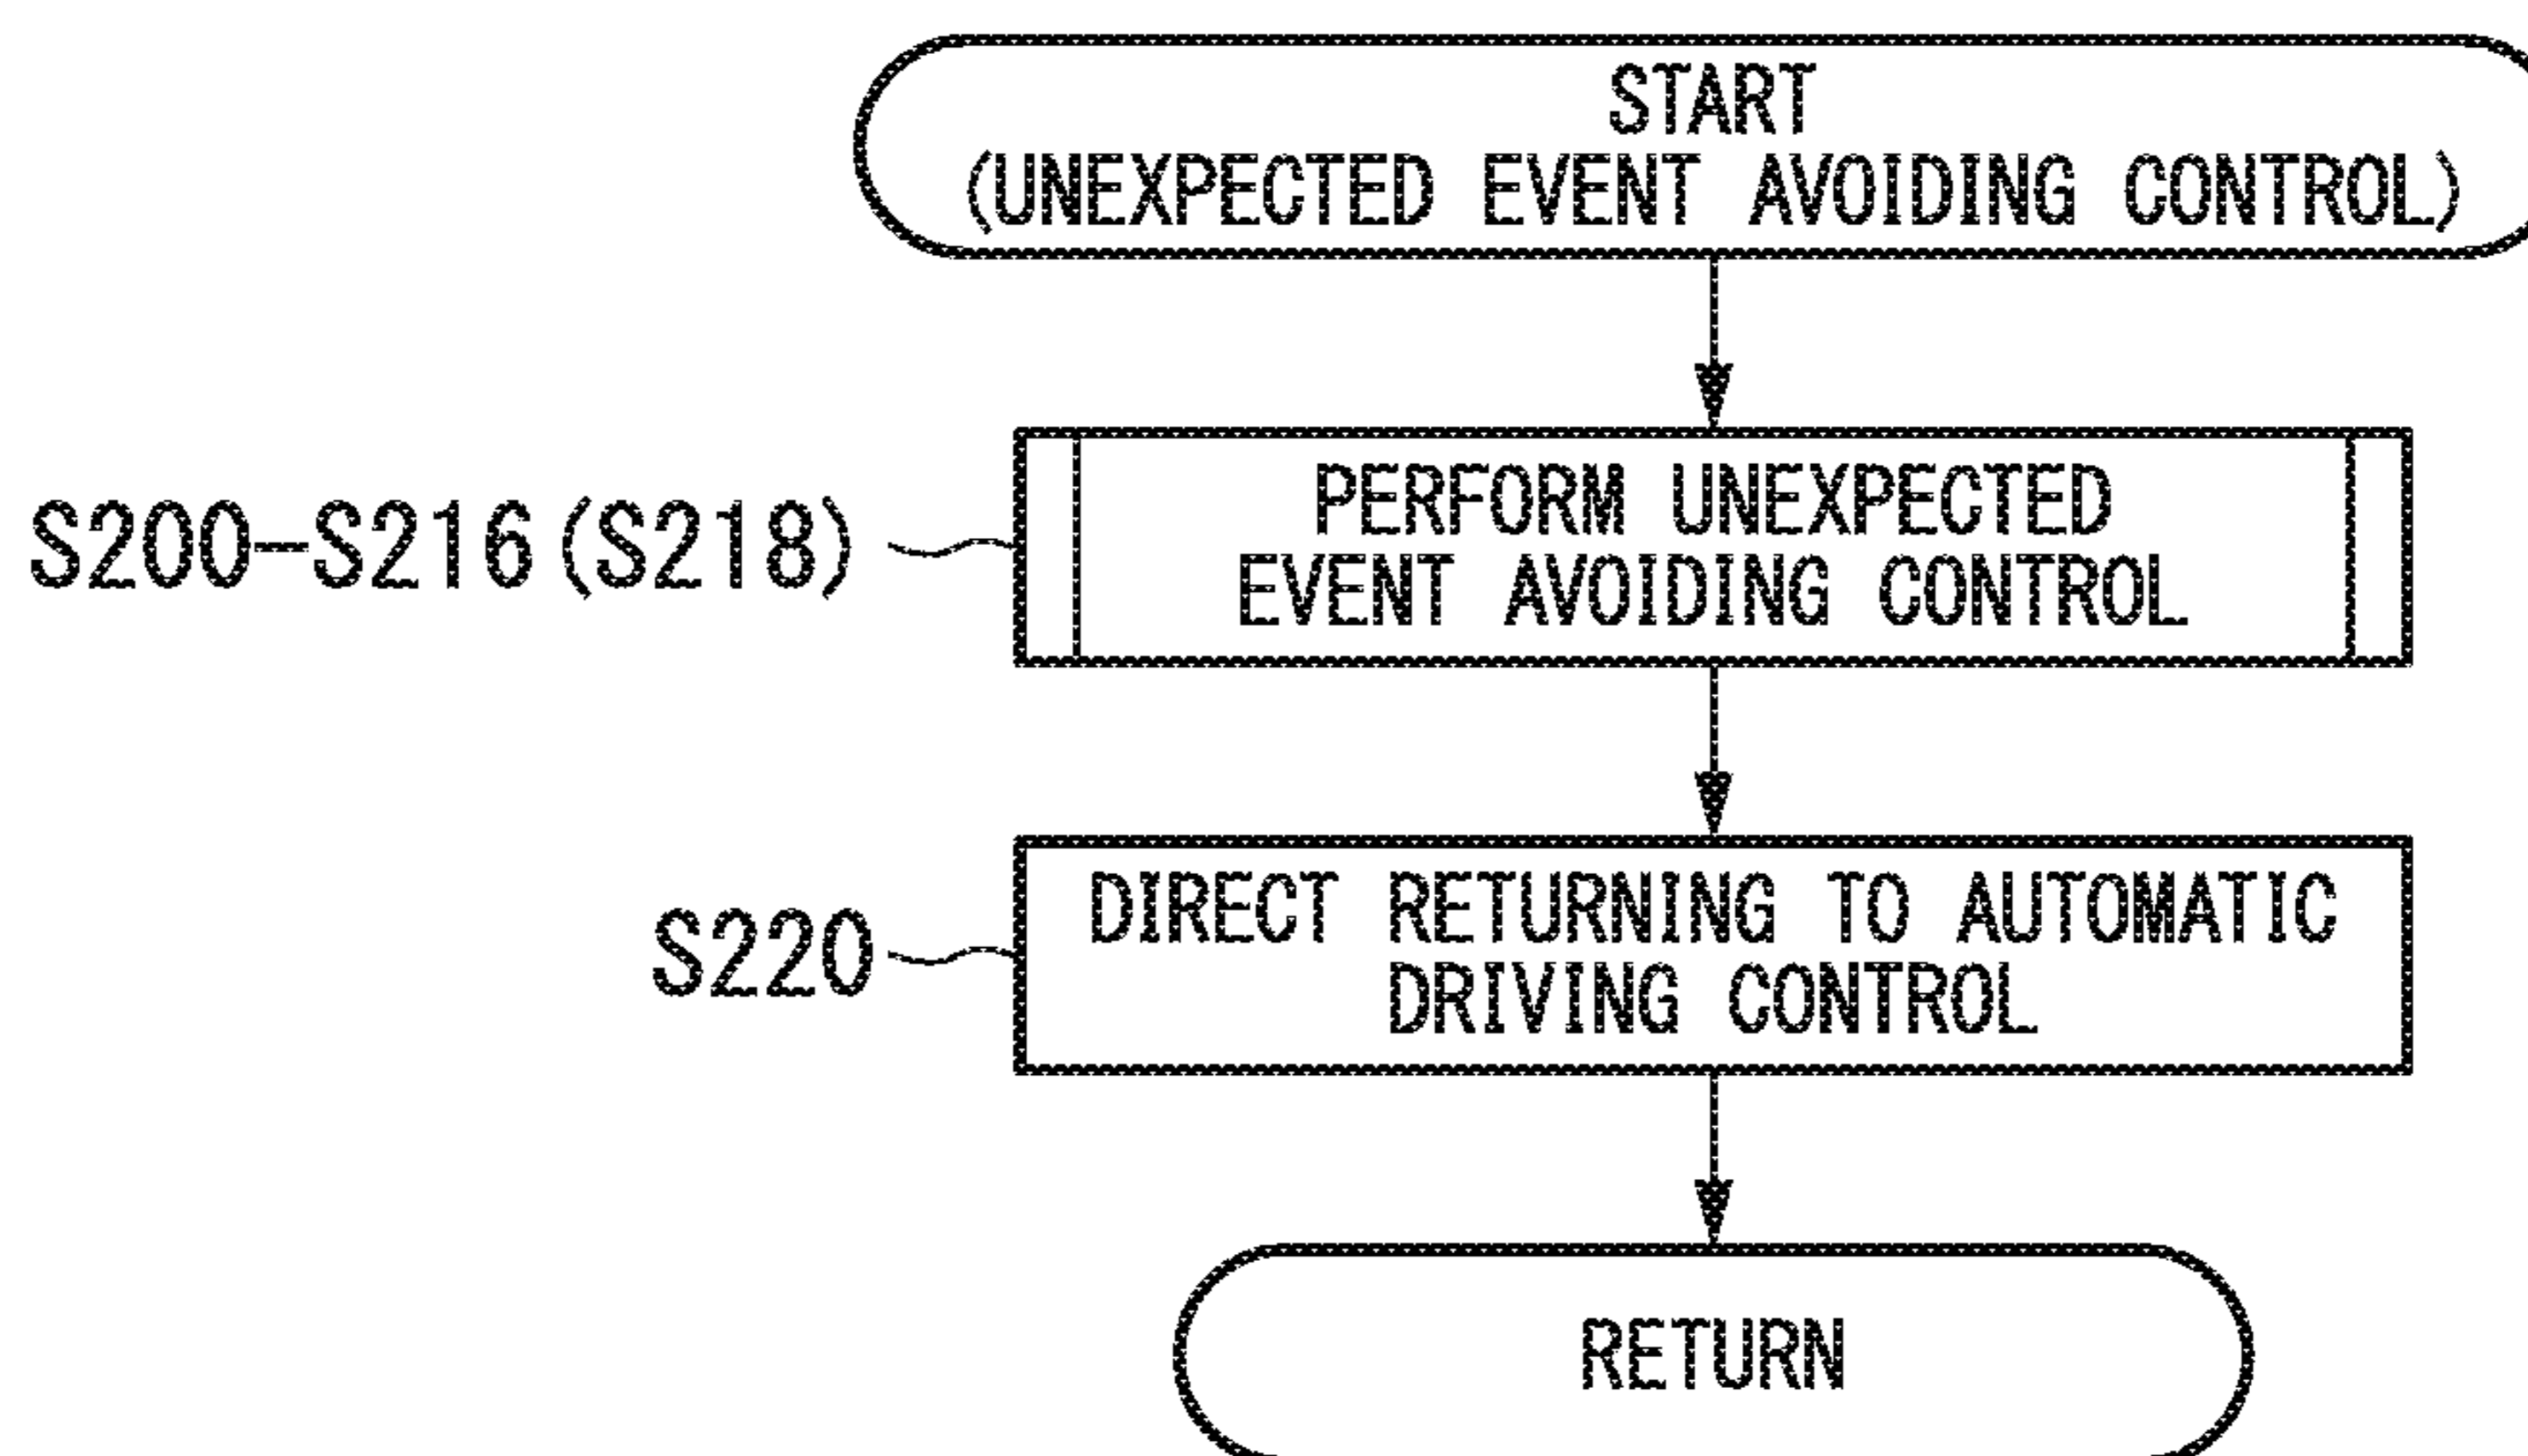 START
(UNEXPECTED EVENT AVOIDING CONTROL)
S200-S216(S218)
PERFORM UNEXPECTED
EVENT AVOIDING CONTROL
S220
DIRECT RETURNING TO AUTOMATIC
DRIVING CONTROL
RETURN